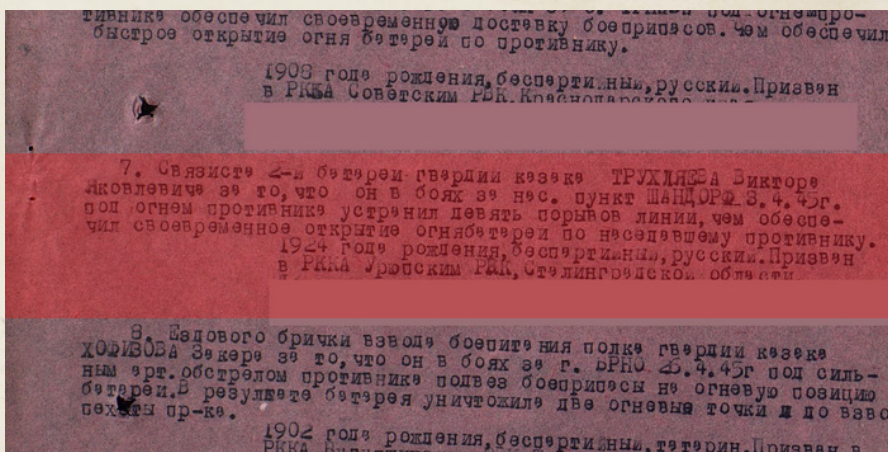 тивника обеспечил своевременную доставку боеприпасов. Чем обеспечил
быстрое открытие огня батареи по противнику.
1908 года рождения, беспартийный, русский. Призван
в РККА Советским РВК, Краснодарского края
7. Связиста 2-й батареи гвардии казака ТРУХЛЯЕВА Виктора
Яковлевича за то, что он в боях за нас. пункт ШАНДОРФ 3.4.45г.
под огнем противника устранил девять порывов линии, чем обеспе-
чил своевременное открытие огнябатареи по наседавшему противнику.
1924 года рождения, беспартийный, русский. Призван
в РККА Урюпским РВК, Сталинградской области
8. Ездового брички взвода боепитания полка гвардии казака
ХОФИЗОВА Закера за то, что он в боях за г. БРНО 26.4.45г под силь-
ным арт. обстрелом противника подвез боеприпасы на огневую позицию
батареи. В результате батарея уничтожила две огневые точки и до взво
пехоты пр-ка.
1902 года рождения, беспартийный, татарин. Призван в
РККА